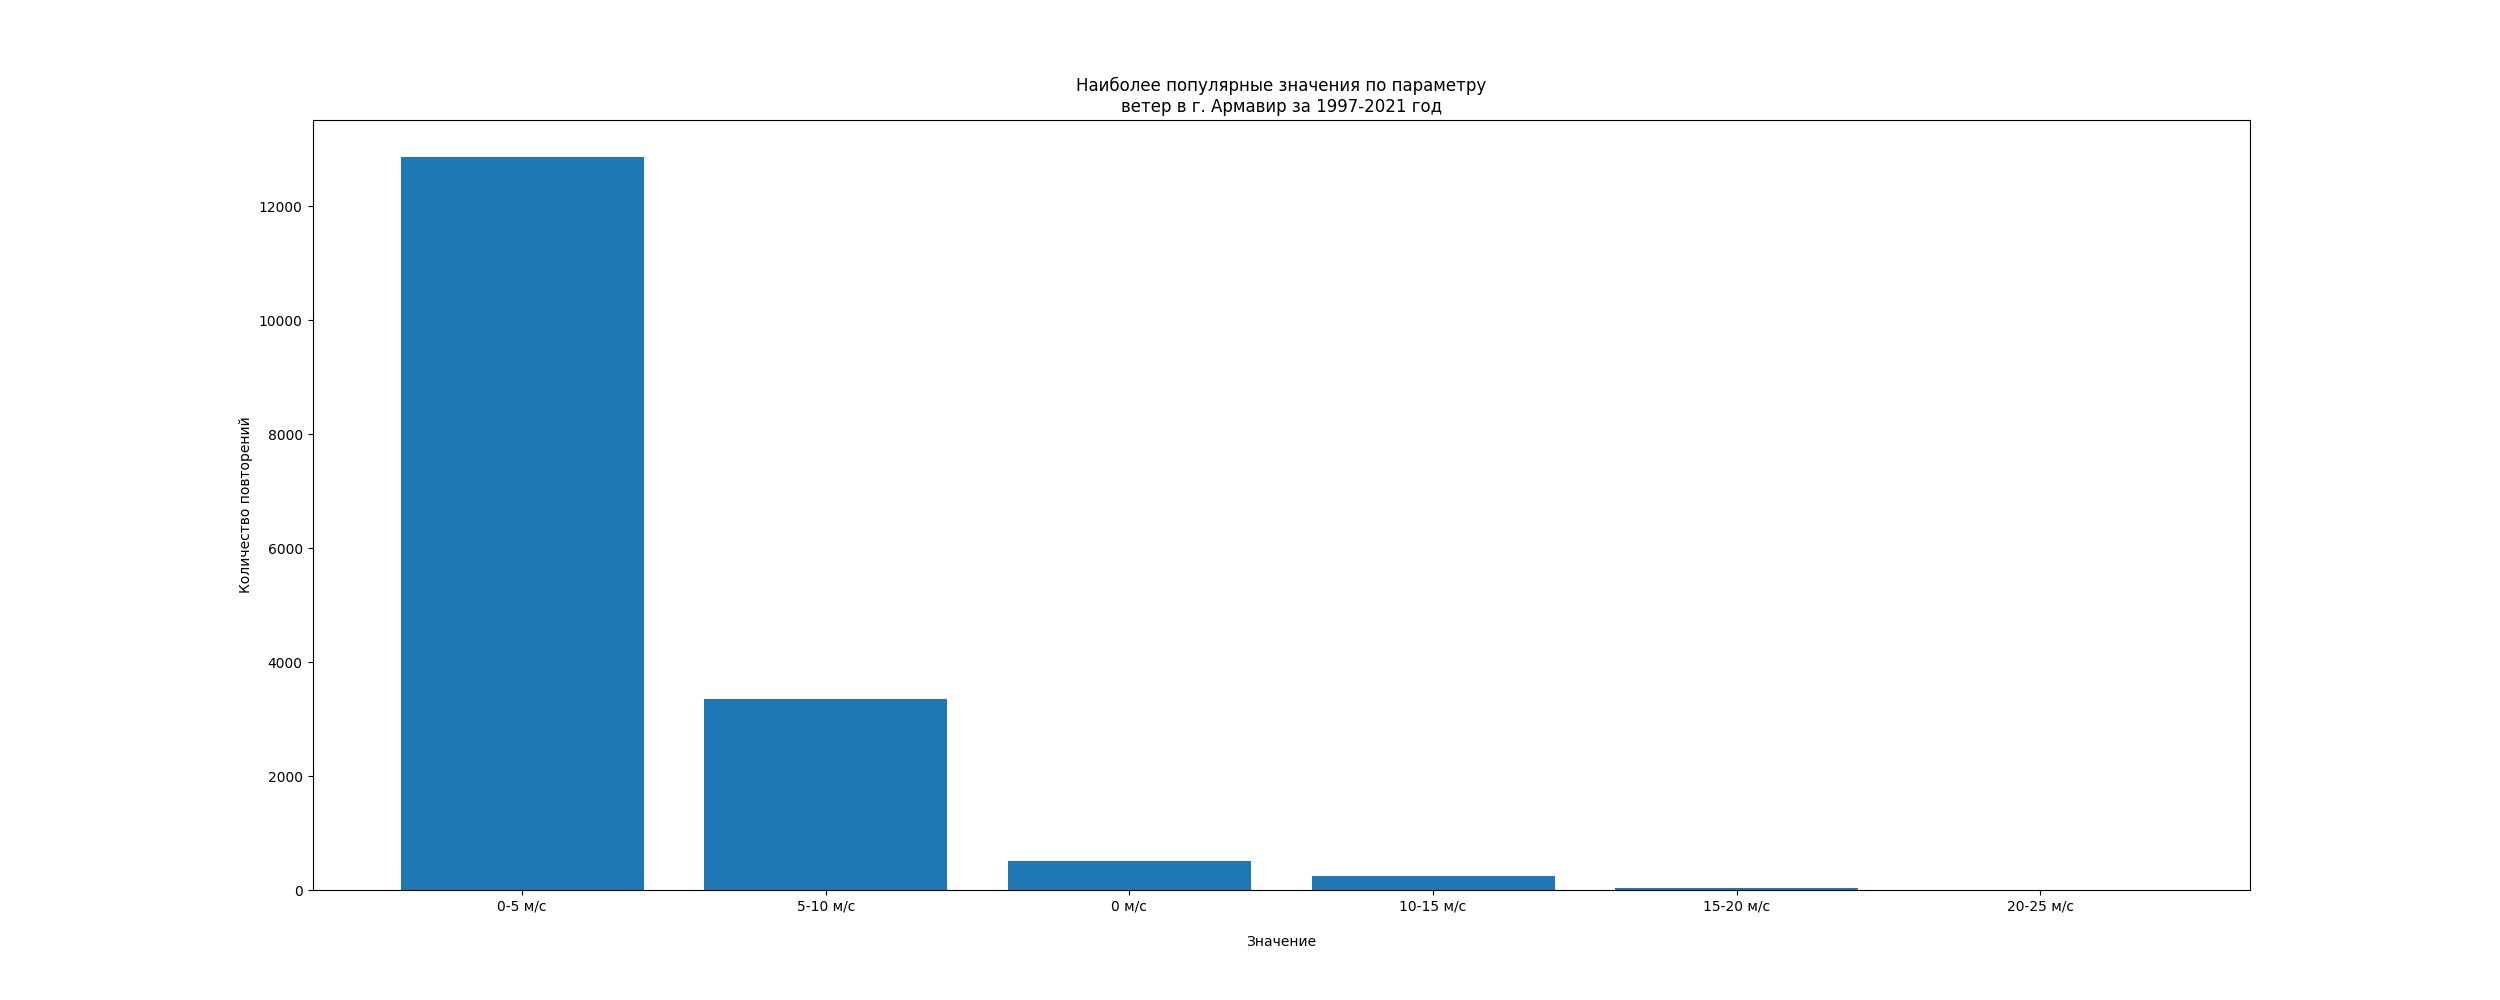 Наиболее популярные значения по параметру
ветер в г. Армавир за 1997-2021 год
Количество повторений
12000
10000
8000
6000
4000
2000
0
0-5 м/с
5-10 м/с
0 м/с
10-15 м/с
15-20 м/с
20-25 м/с
Значение